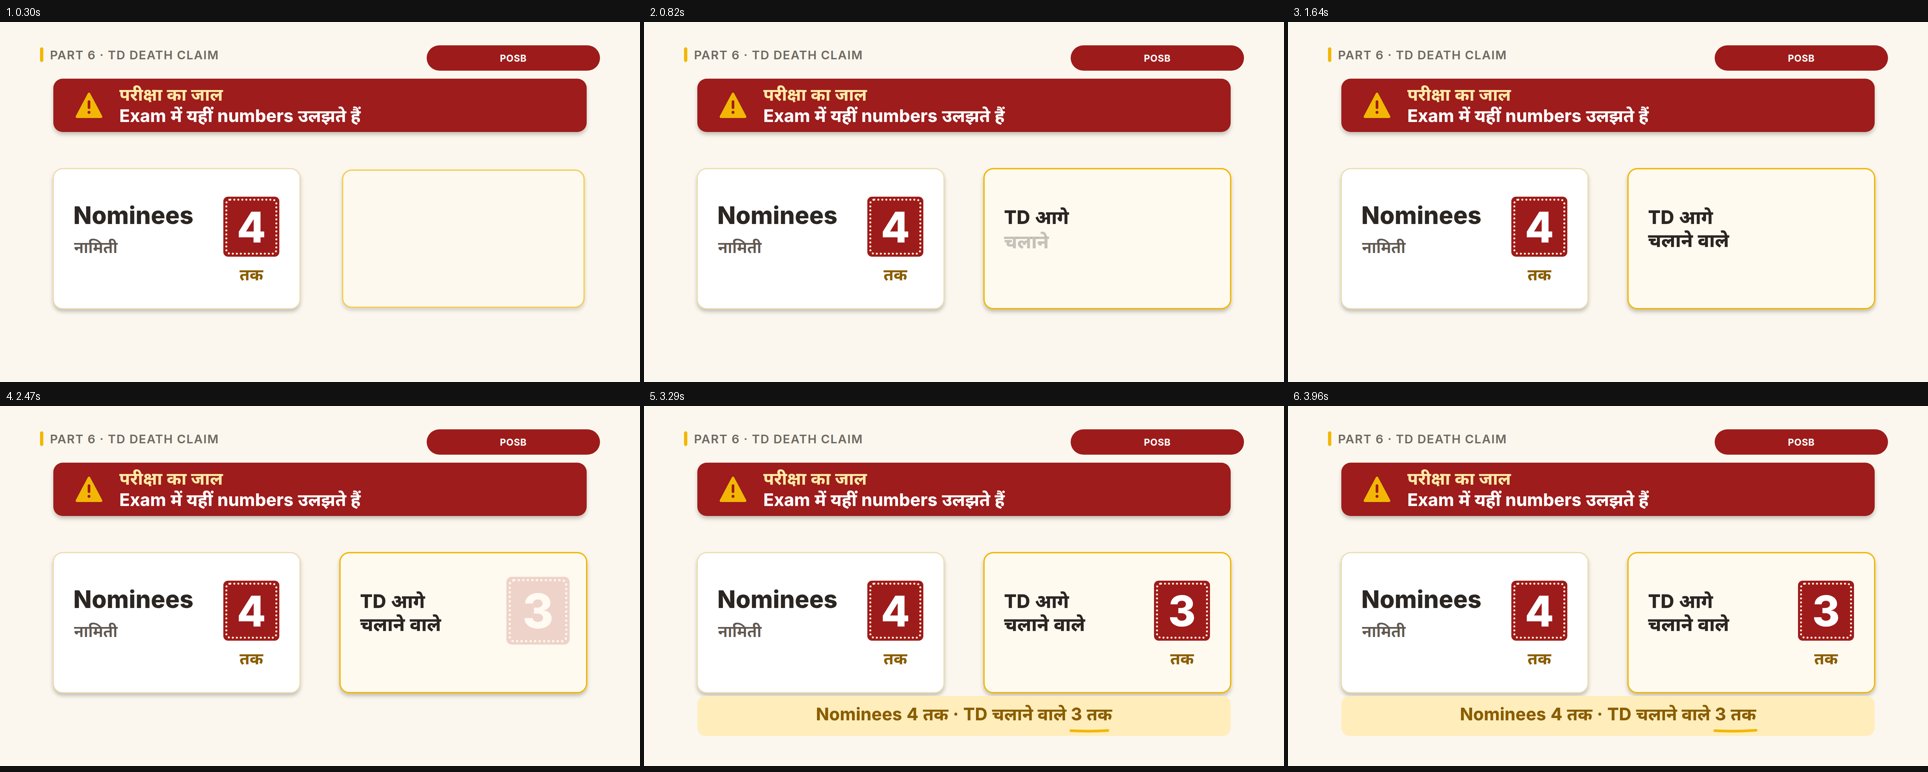 1. 0.30s
PART 6 · TD DEATH CLAIM
POSB
परीक्षा का जाल
Exam में यहीं numbers उलझते हैं
Nominees
नामिती
4
तक
2. 0.82s
PART 6 · TD DEATH CLAIM
POSB
परीक्षा का जाल
Exam में यहीं numbers उलझते हैं
Nominees
नामिती
4
तक
TD आगे
चलाने
3. 1.64s
PART 6 · TD DEATH CLAIM
POSB
परीक्षा का जाल
Exam में यहीं numbers उलझते हैं
Nominees
नामिती
4
तक
TD आगे
चलाने वाले
4. 2.47s
PART 6 · TD DEATH CLAIM
POSB
परीक्षा का जाल
Exam में यहीं numbers उलझते हैं
Nominees
नामिती
4
तक
TD आगे
चलाने वाले
3
5. 3.29s
PART 6 · TD DEATH CLAIM
POSB
परीक्षा का जाल
Exam में यहीं numbers उलझते हैं
Nominees
नामिती
4
तक
TD आगे
चलाने वाले
3
तक
Nominees 4 तक · TD चलाने वाले 3 तक
6. 3.96s
PART 6 · TD DEATH CLAIM
POSB
परीक्षा का जाल
Exam में यहीं numbers उलझते हैं
Nominees
नामिती
4
तक
TD आगे
चलाने वाले
3
तक
Nominees 4 तक · TD चलाने वाले 3 तक